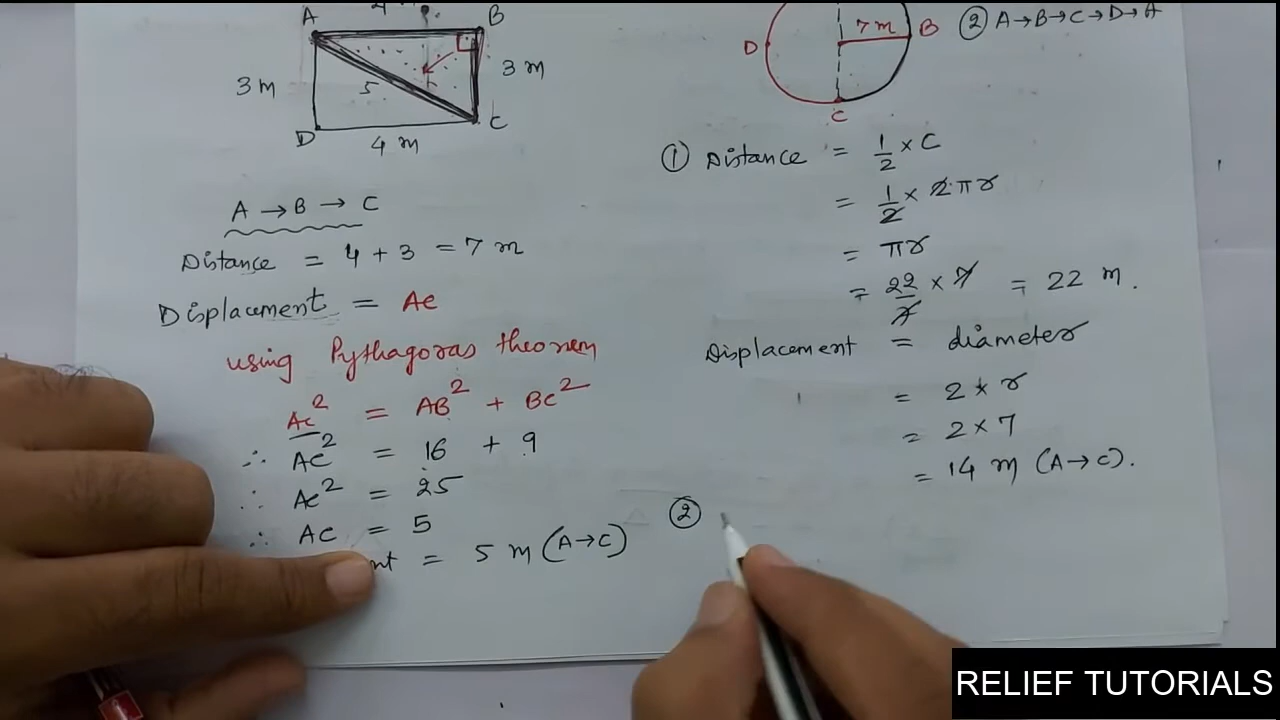 A
B
3 m
5
3 m
D
C
4 m
A → B → C
Distance = 4 + 3 = 7 m
Displacement = AC
using Pythagoras theorem
AC² = AB² + BC²
∴ AC² = 16 + 9
∴ AC² = 25
∴ AC = 5
nt = 5 m (A→C)
7 m
D
B
C
② A→B→C→D→A
① Distance = 1/2 × C
= 1/2 × 2πr
= πr
= 22/7 × 7 = 22 m.
Displacement = diameter
= 2 × r
= 2 × 7
= 14 m (A→C).
②
RELIEF TUTORIALS